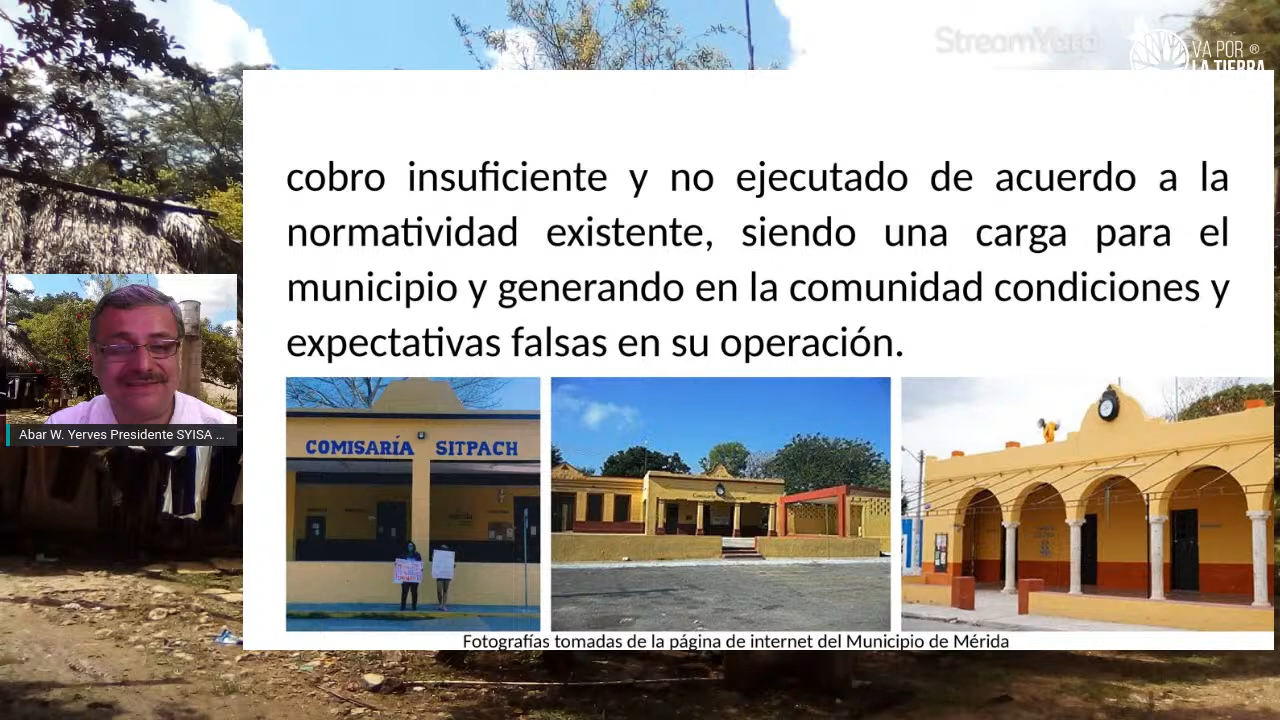 StreamYard
VA POR ®
LA TIERRA
cobro insuficiente y no ejecutado de acuerdo a la
normatividad existente, siendo una carga para el
municipio y generando en la comunidad condiciones y
expectativas falsas en su operación.
Abar W. Yerves Presidente SYISA ...
COMISARÍA SITPACH
Fotografías tomadas de la página de internet del Municipio de Mérida